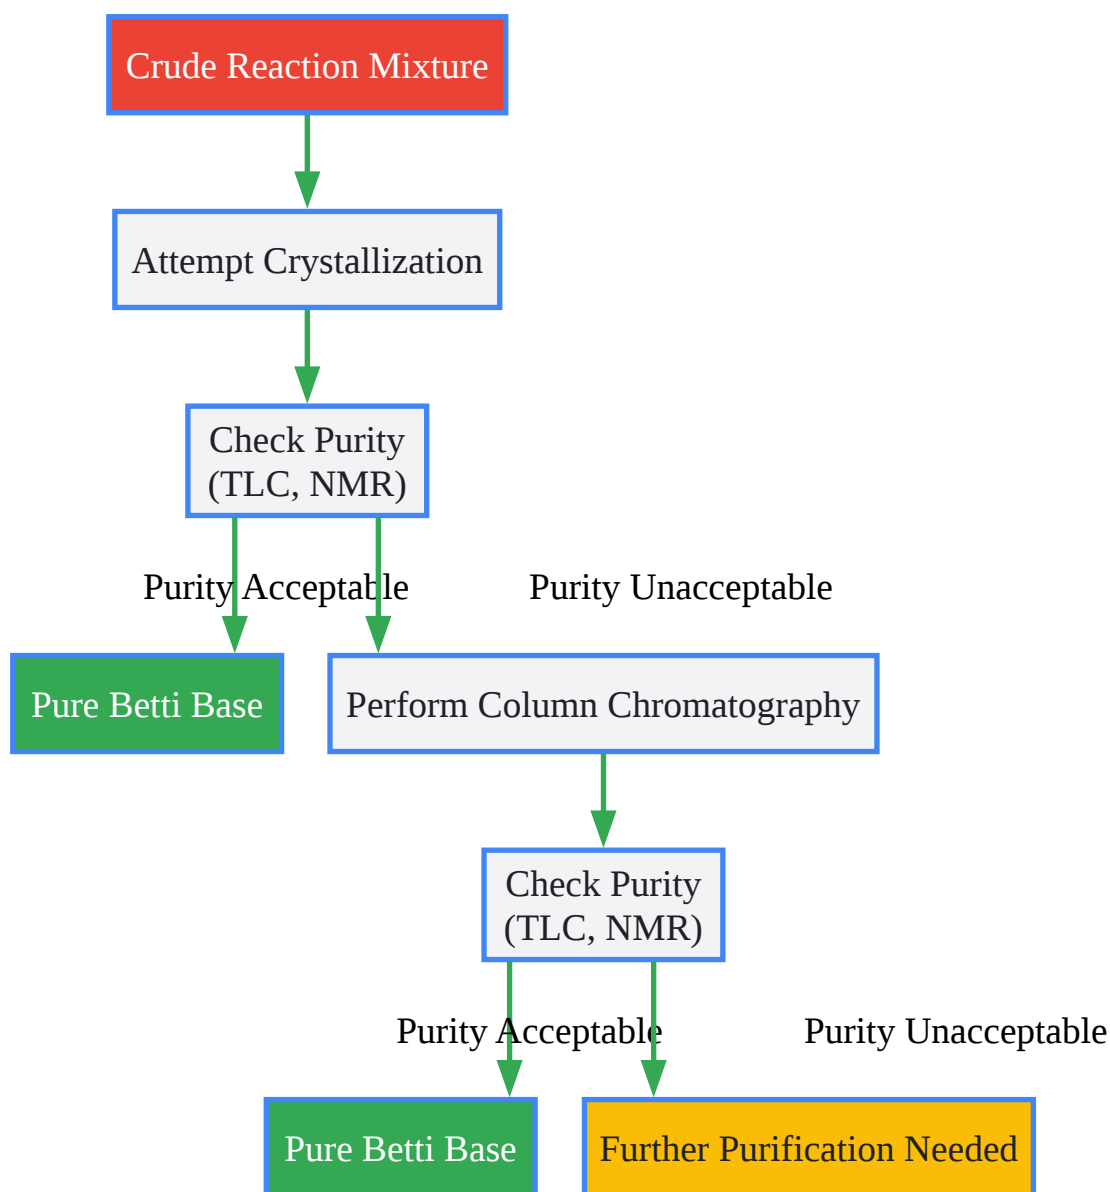 Crude Reaction Mixture
Attempt Crystallization
Check Purity
(TLC, NMR)
Purity Acceptable
Purity Unacceptable
Pure Betti Base
Perform Column Chromatography
Check Purity
(TLC, NMR)
Purity Acceptable
Purity Unacceptable
Pure Betti Base
Further Purification Needed